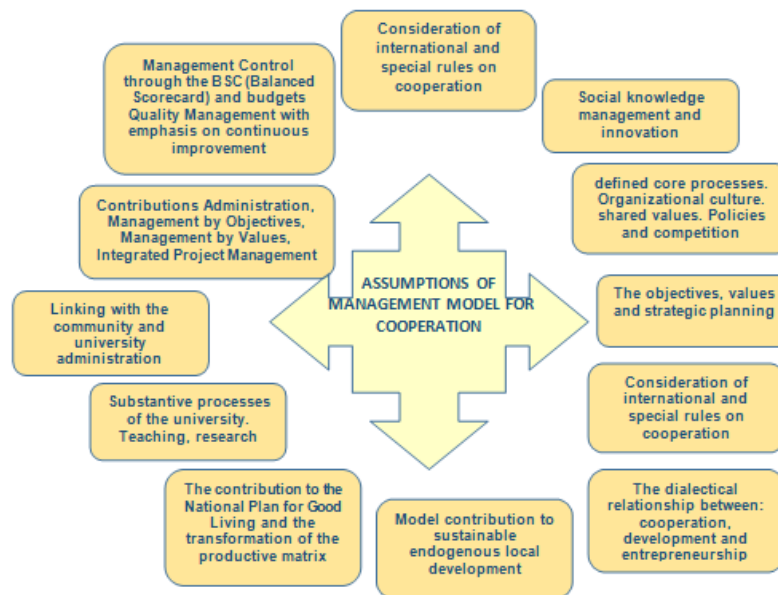 Consideration of
international and
special rules on
cooperation
Management Control
through the BSC (Balanced
Scorecard) and budgets
Quality Management with
emphasis on continuous
improvement
Social knowledge
management and
innovation
defined core processes.
Organizational culture.
shared values. Policies
and competition
Contributions Administration,
Management by Objectives,
Management by Values,
Integrated Project Management
ASSUMPTIONS OF
MANAGEMENT MODEL FOR
COOPERATION
The objectives, values
and strategic planning
Linking with the
community and
university
administration
Consideration of
international and
special rules on
cooperation
Substantive processes
of the university.
Teaching, research
The contribution to the
National Plan for Good
Living and the
transformation of the
productive matrix
Model contribution to
sustainable
endogenous local
development
The dialectical
relationship between:
cooperation,
development and
entrepreneurship